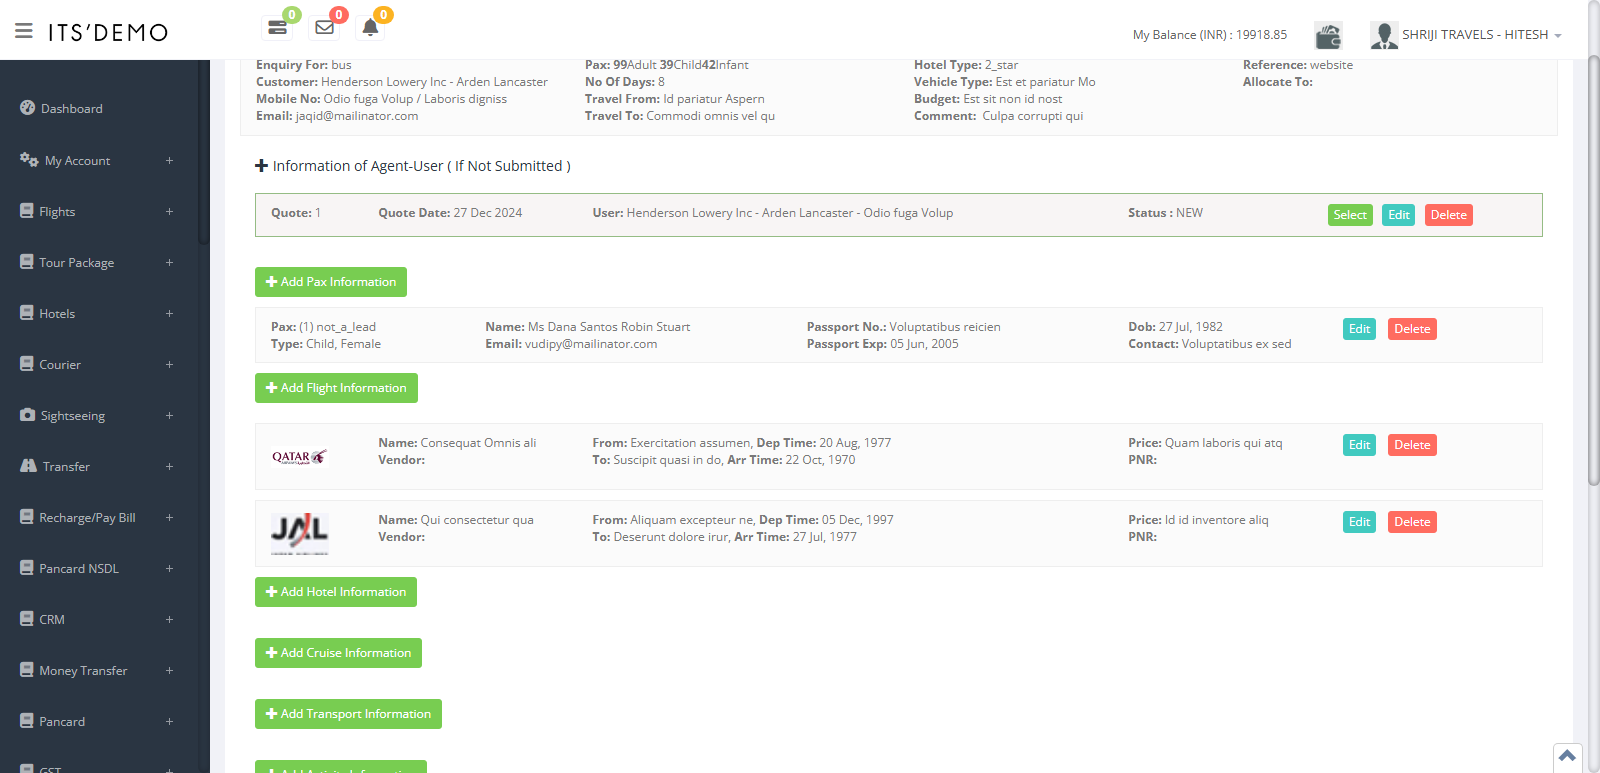 ITS'DEMO
0
0
0
My Balance (INR) : 19918.85
SHRIJI TRAVELS - HITESH
Dashboard
My Account +
Flights +
Tour Package +
Hotels +
Courier +
Sightseeing +
Transfer +
Recharge/Pay Bill +
Pancard NSDL +
CRM +
Money Transfer +
Pancard +
GST +
Enquiry For: bus
Customer: Henderson Lowery Inc - Arden Lancaster
Mobile No: Odio fuga Volup / Laboris digniss
Email: jaqid@mailinator.com
Pax: 99Adult 39Child42Infant
No Of Days: 8
Travel From: Id pariatur Aspern
Travel To: Commodi omnis vel qu
Hotel Type: 2_star
Vehicle Type: Est et pariatur Mo
Budget: Est sit non id nost
Comment: Culpa corrupti qui
Reference: website
Allocate To:
Information of Agent-User ( If Not Submitted )
Quote: 1 Quote Date: 27 Dec 2024 User: Henderson Lowery Inc - Arden Lancaster - Odio fuga Volup Status : NEW Select Edit Delete
Add Pax Information
Pax: (1) not_a_lead Name: Ms Dana Santos Robin Stuart Passport No.: Voluptatibus reicien Dob: 27 Jul, 1982 Edit Delete
Type: Child, Female Email: vudipy@mailinator.com Passport Exp: 05 Jun, 2005 Contact: Voluptatibus ex sed
Add Flight Information
QATAR
Name: Consequat Omnis ali From: Exercitation assumen, Dep Time: 20 Aug, 1977 Price: Quam laboris qui atq Edit Delete
Vendor: To: Suscipit quasi in do, Arr Time: 22 Oct, 1970 PNR:
JAL
Name: Qui consectetur qua From: Aliquam excepteur ne, Dep Time: 05 Dec, 1997 Price: Id id inventore aliq Edit Delete
Vendor: To: Deserunt dolore irur, Arr Time: 27 Jul, 1977 PNR:
Add Hotel Information
Add Cruise Information
Add Transport Information